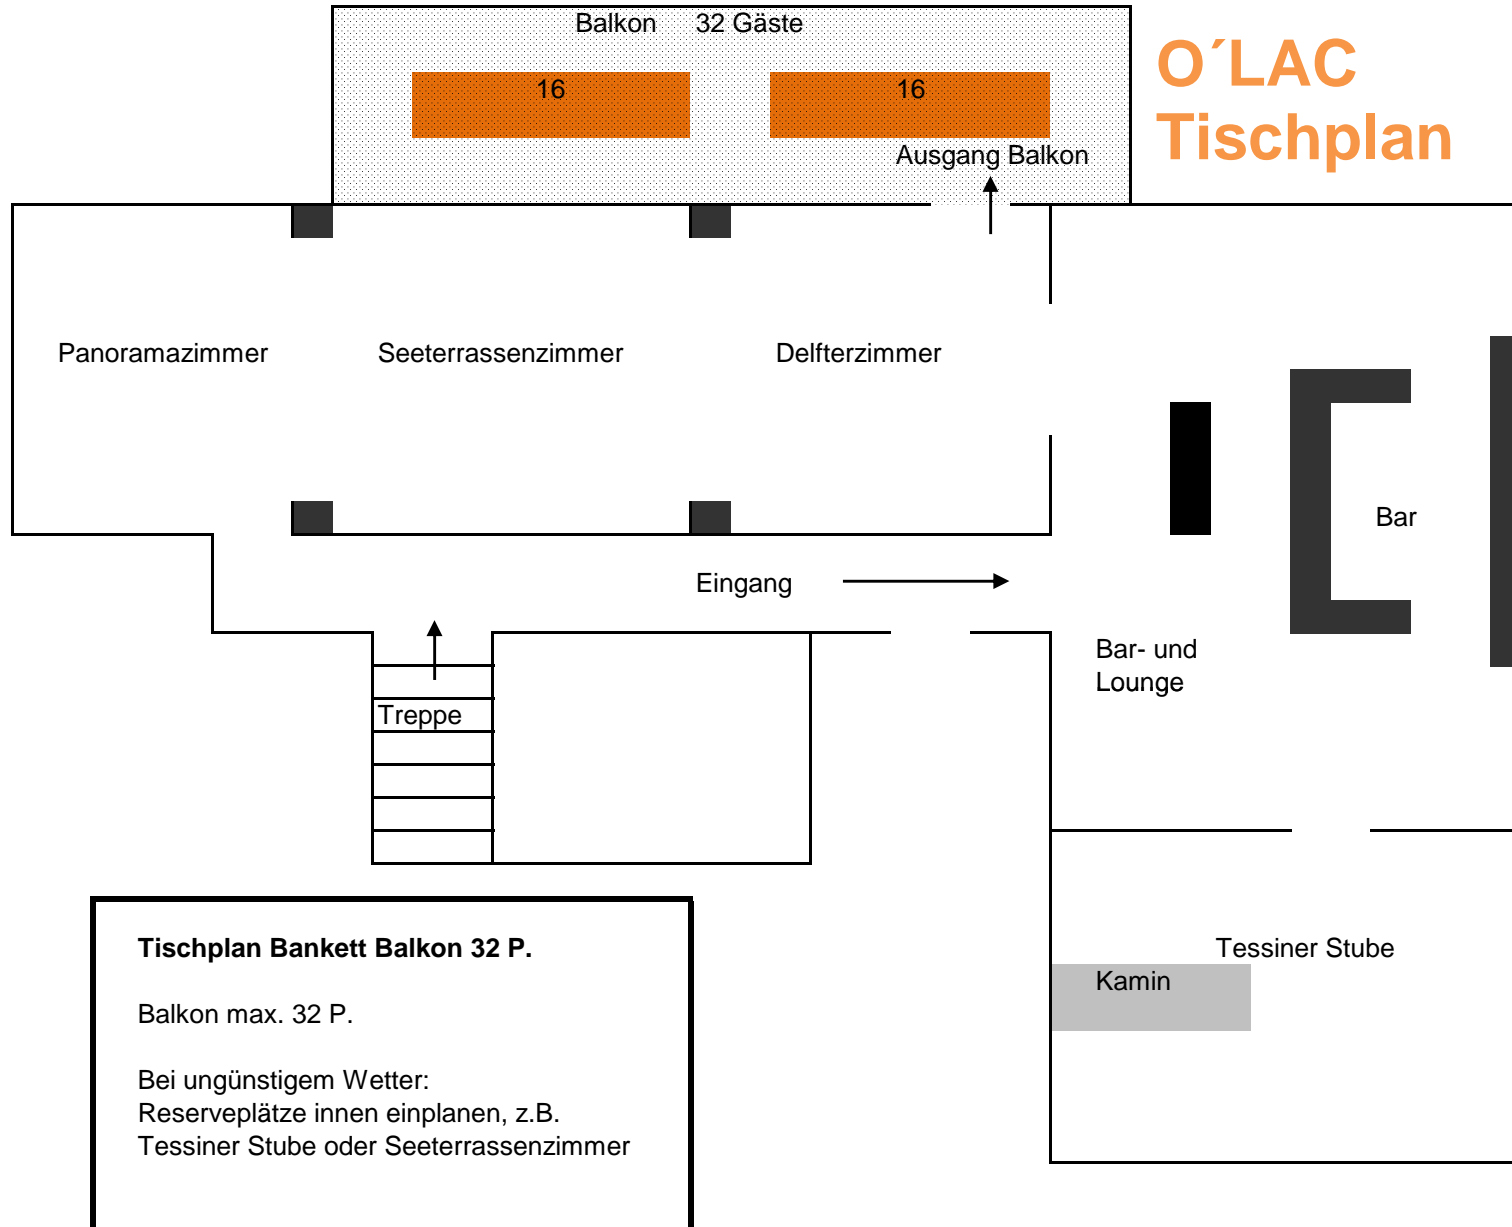 Balkon 32 Gäste
O´LAC
Tischplan
16 16
Ausgang Balkon
Panoramazimmer Seeterrassenzimmer Delfterzimmer
Bar
Eingang
Bar- und
Lounge
Treppe
Tischplan Bankett Balkon 32 P.
Balkon max. 32 P.
Bei ungünstigem Wetter:
Reserveplätze innen einplanen, z.B.
Tessiner Stube oder Seeterrassenzimmer
Tessiner Stube
Kamin